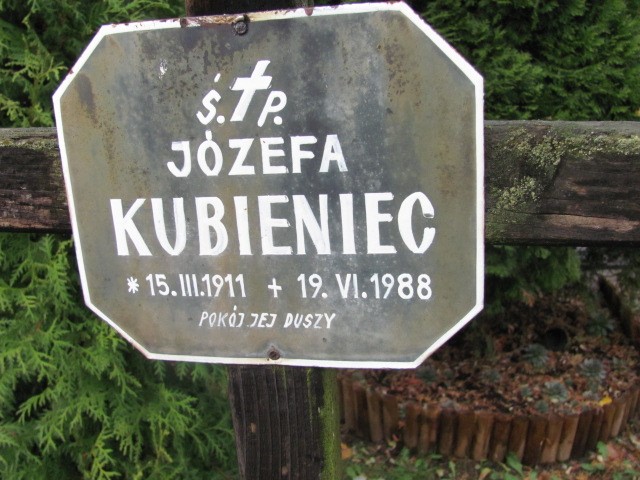 Ś.✝P.
JÓZEFA
KUBIENIEC
* 15.III.1911 + 19.VI.1988
POKÓJ JEJ DUSZY